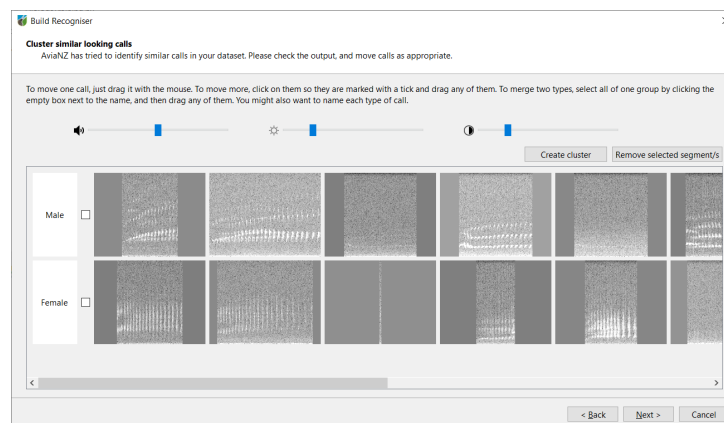 Build Recogniser
Cluster similar looking calls
AviaNZ has tried to identify similar calls in your dataset. Please check the output, and move calls as appropriate.
To move one call, just drag it with the mouse. To move more, click on them so they are marked with a tick and drag any of them. To merge two types, select all of one group by clicking the
empty box next to the name, and then drag any of them. You might also want to name each type of call.
Create cluster
Remove selected segment/s
Male
Female
< Back
Next >
Cancel